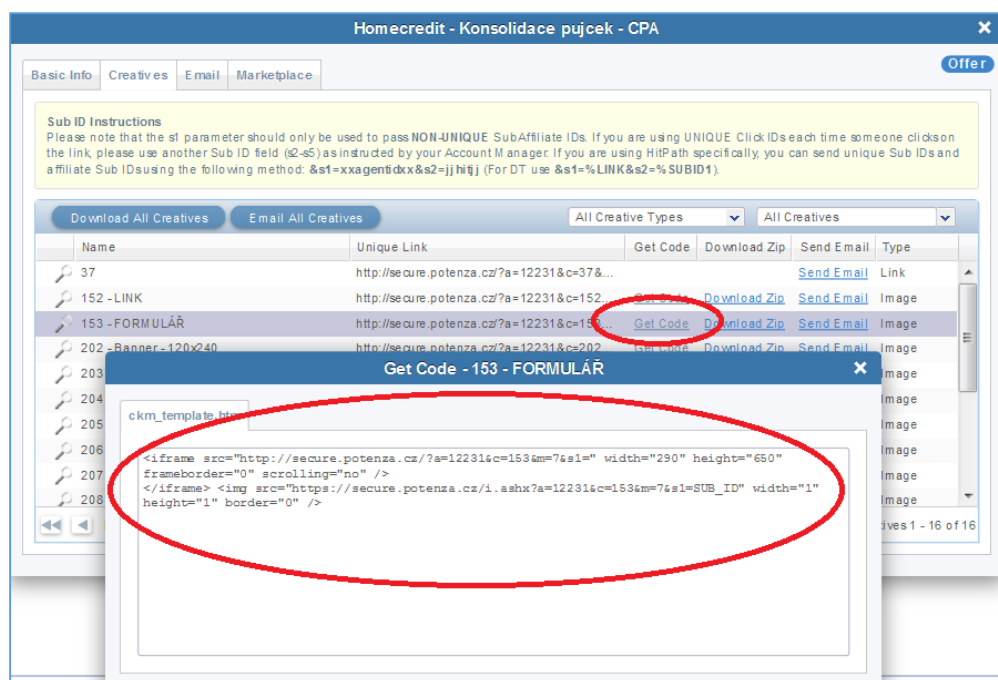 Homecredit - Konsolidace pujcek - CPA
Offer
Basic Info Creatives Email Marketplace
Sub ID Instructions
Please note that the s1 parameter should only be used to pass NON-UNIQUE SubAffiliate IDs. If you are using UNIQUE Click IDs each time someone clicks on
the link, please use another Sub ID field (s2-s5) as instructed by your Account Manager. If you are using HitPath specifically, you can send unique Sub IDs and
affiliate Sub IDs using the following method: &s1=xxagentidxx&s2=jjhitjj (For DT use &s1=%LINK&s2=%SUBID1).
Download All Creatives Email All Creatives All Creative Types All Creatives
Name Unique Link Get Code Download Zip Send Email Type
37 http://secure.potenza.cz/?a=12231&c=37&... Send Email Link
152 - LINK http://secure.potenza.cz/?a=12231&c=152... Get Code Download Zip Send Email Image
153 - FORMULÁŘ http://secure.potenza.cz/?a=12231&c=153... Get Code Download Zip Send Email Image
202 - Banner - 120x240 http://secure.potenza.cz/?a=12231&c=202... Get Code Download Zip Send Email Image
203 Image
204 Image
205 Image
206 Image
207 Image
208 Image
1 - 16 of 16
Get Code - 153 - FORMULÁŘ
ckm_template.htm
<iframe src="http://secure.potenza.cz/?a=12231&c=153&m=7&s1=" width="290" height="650"
frameborder="0" scrolling="no" />
</iframe> <img src="https://secure.potenza.cz/i.ashx?a=12231&c=153&m=7&s1=SUB_ID" width="1"
height="1" border="0" />